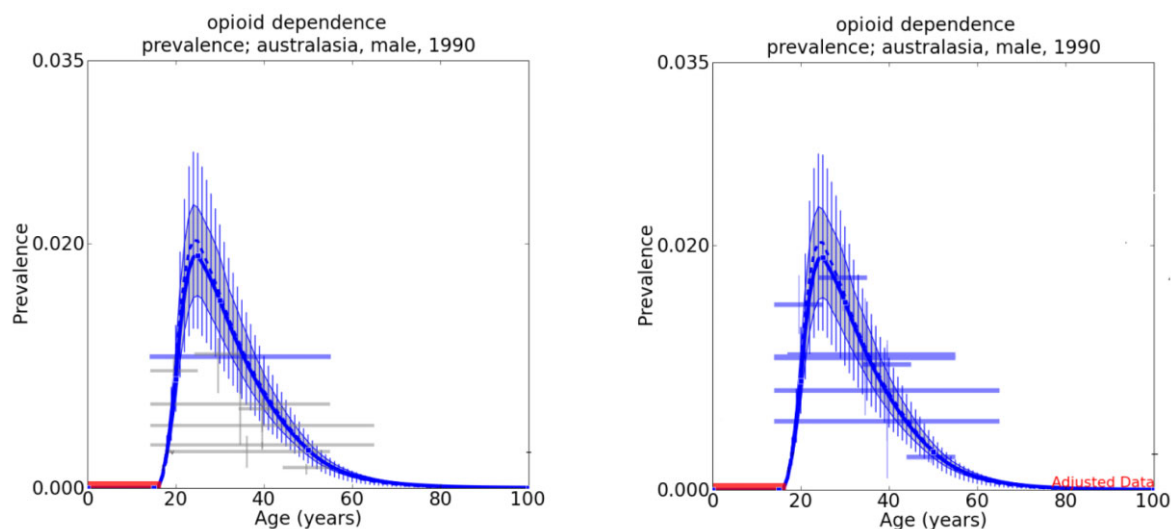 opioid dependence
prevalence; australasia, male, 1990
0.035
0.020
0.000
Prevalence
0 20 40 60 80 100
Age (years)
opioid dependence
prevalence; australasia, male, 1990
0.035
0.020
0.000
Prevalence
Adjusted Data
0 20 40 60 80 100
Age (years)